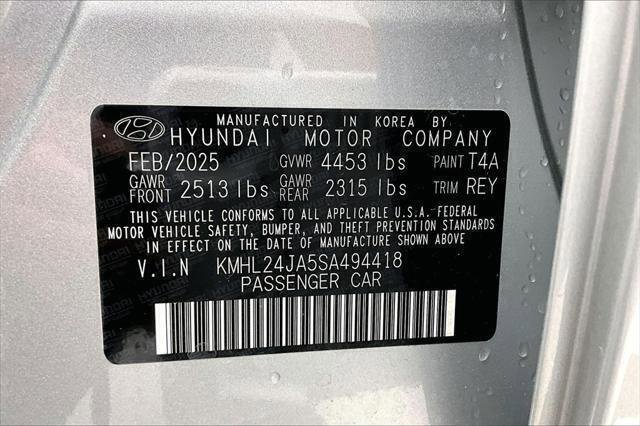 MANUFACTURED IN KOREA BY:
HYUNDAI MOTOR COMPANY
FEB/2025 GVWR 4453 lbs PAINT T4A
GAWR FRONT 2513 lbs GAWR REAR 2315 lbs TRIM REY
THIS VEHICLE CONFORMS TO ALL APPLICABLE U.S.A. FEDERAL
MOTOR VEHICLE SAFETY, BUMPER, AND THEFT PREVENTION STANDARDS
IN EFFECT ON THE DATE OF MANUFACTURE SHOWN ABOVE
V.I.N KMHL24JA5SA494418
PASSENGER CAR